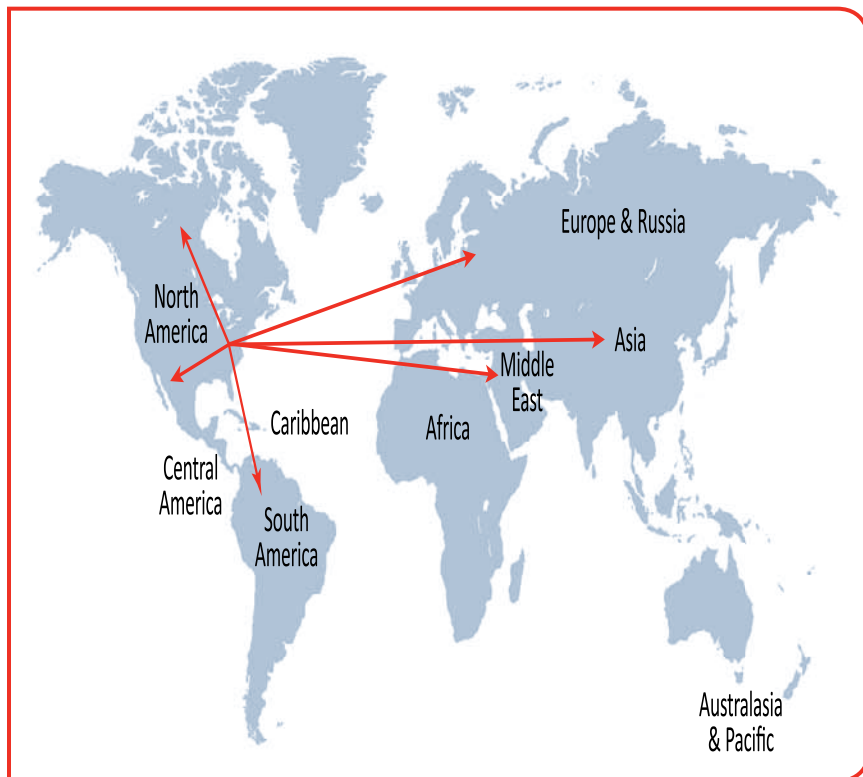 Europe & Russia
North
America
Asia
Middle
East
Caribbean
Africa
Central
America
South
America
Australasia
& Pacific